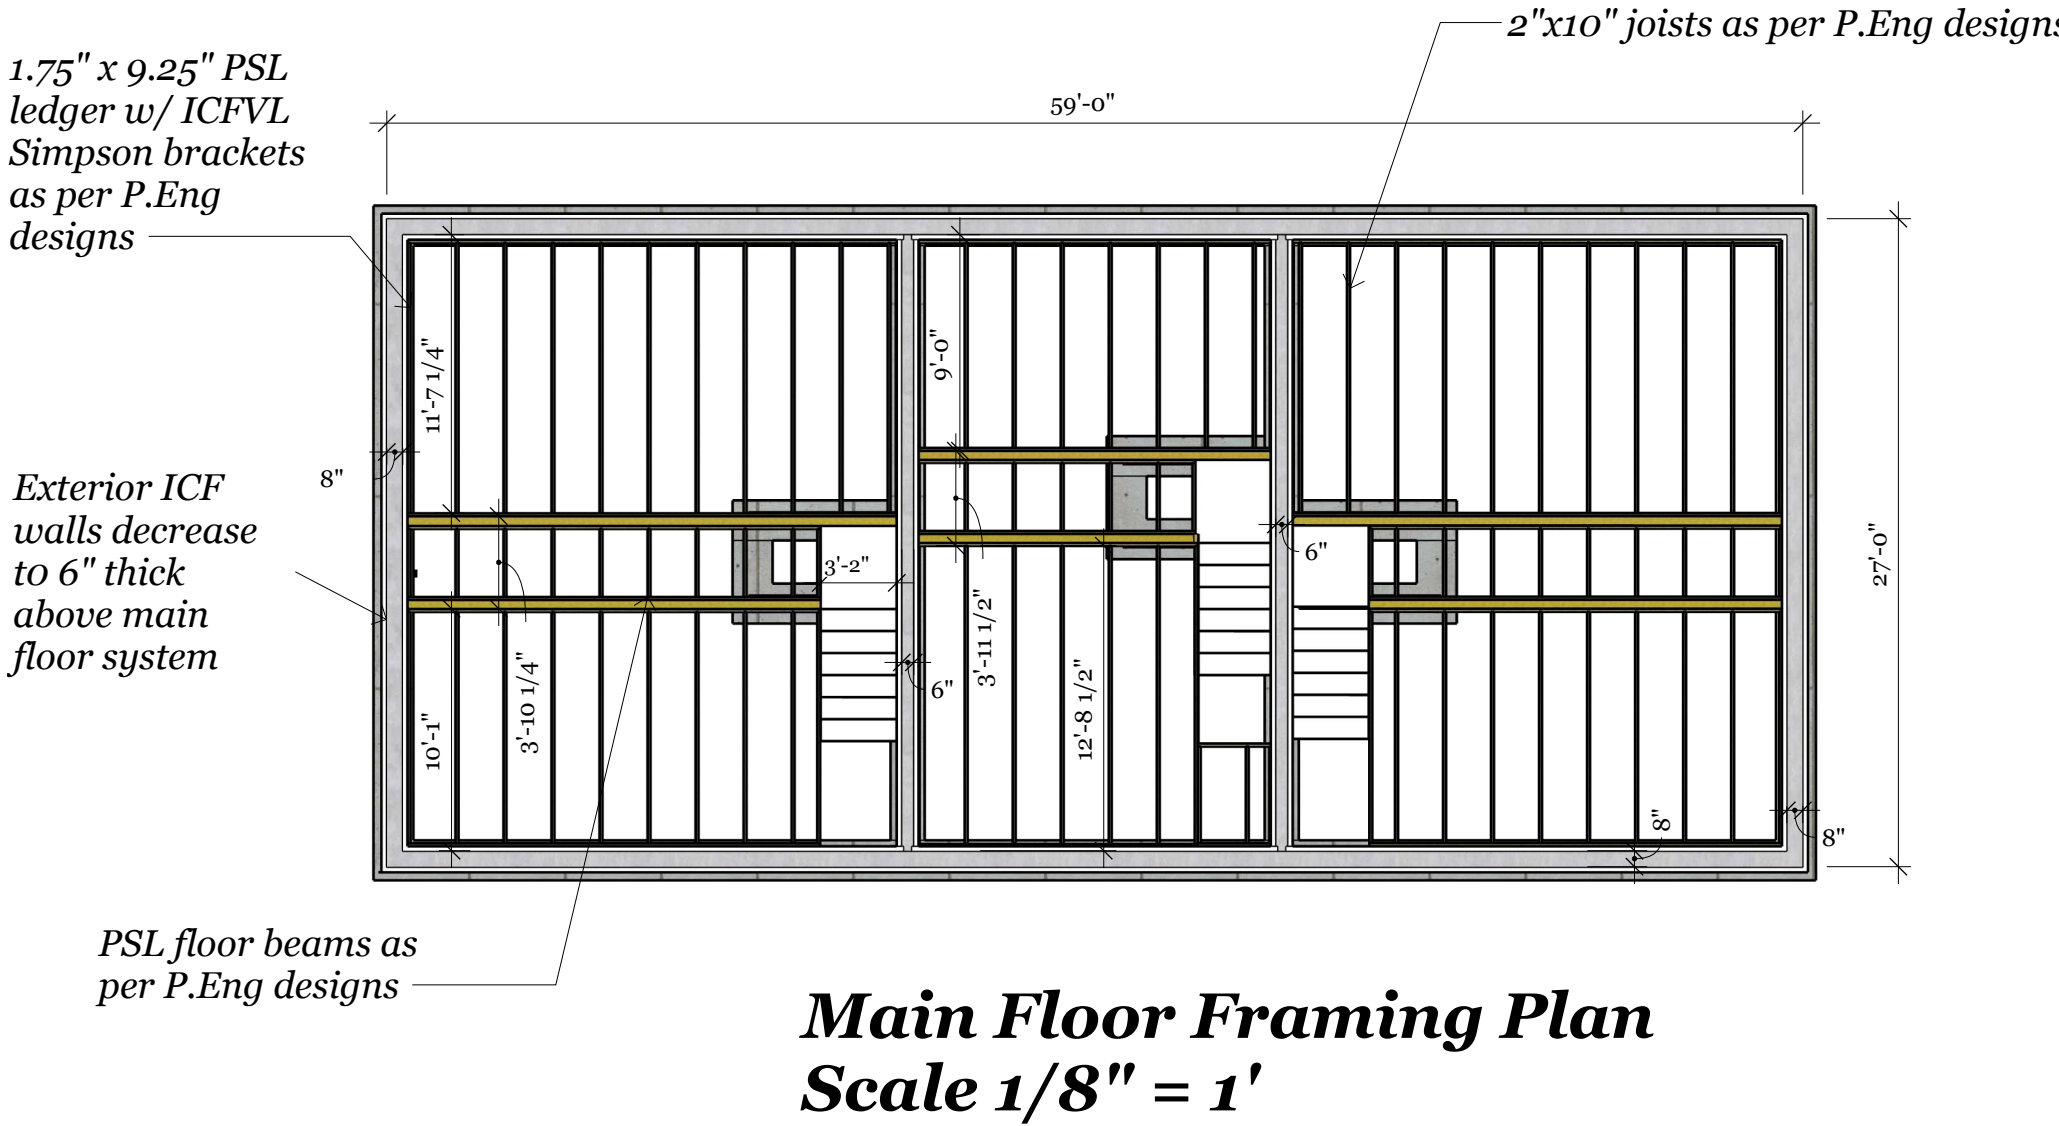 2"x10" joists as per P.Eng designs
1.75" x 9.25" PSL
ledger w/ ICFVL
Simpson brackets
as per P.Eng
designs
59'-0"
11'-7 1/4"
9'-0"
8"
Exterior ICF
walls decrease
to 6" thick
above main
floor system
3'-2"
6"
27'-0"
3'-11 1/2"
6"
3'-10 1/4"
12'-8 1/2"
10'-1"
8"
8"
PSL floor beams as
per P.Eng designs
Main Floor Framing Plan
Scale 1/8" = 1'